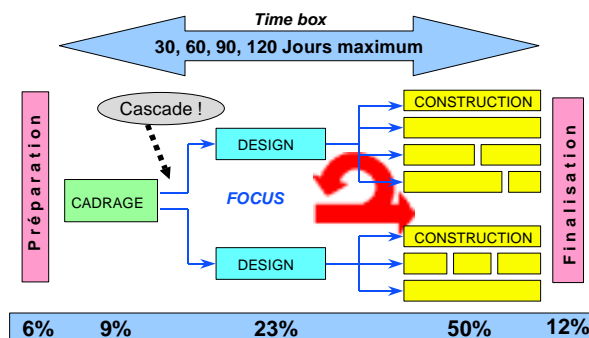 Time box
30, 60, 90, 120 Jours maximum
Préparation
Cascade !
CADRAGE
DESIGN
FOCUS
DESIGN
CONSTRUCTION
CONSTRUCTION
Finalisation
6% 9% 23% 50% 12%